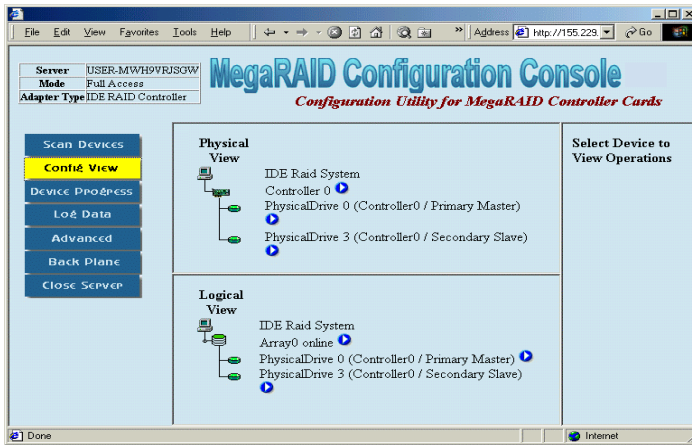 File Edit View Favorites Tools Help » Address http://155.229. Go
Server USER-MWH9VRJSGW
Mode Full Access
Adapter Type IDE RAID Controller
MegaRAID Configuration Console
Configuration Utility for MegaRAID Controller Cards
Scan Devices
Config View
Device Progress
Log Data
Advanced
Back Plane
Close Server
Physical
View
IDE Raid System
Controller 0
PhysicalDrive 0 (Controller0 / Primary Master)
PhysicalDrive 3 (Controller0 / Secondary Slave)
Logical
View
IDE Raid System
Array0 online
PhysicalDrive 0 (Controller0 / Primary Master)
PhysicalDrive 3 (Controller0 / Secondary Slave)
Select Device to
View Operations
Done
Internet